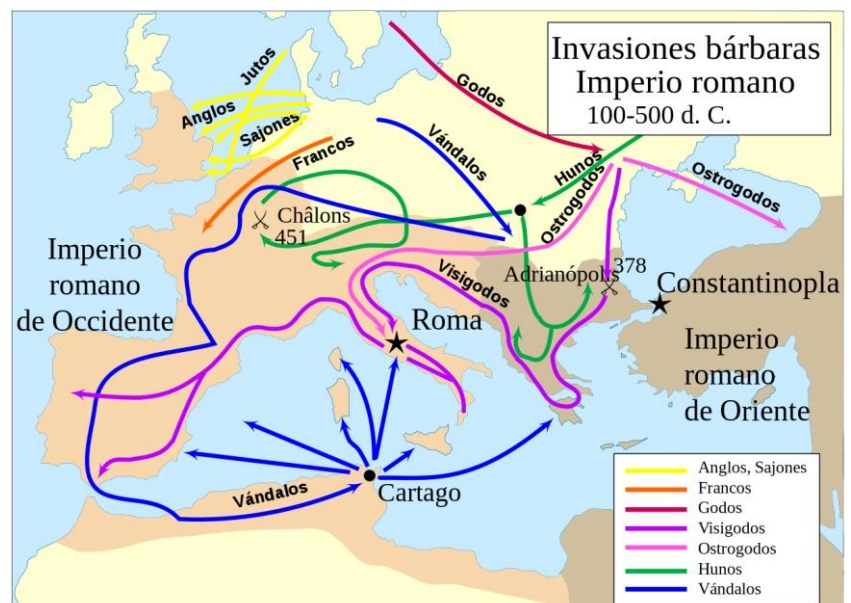 Invasiones bárbaras
Imperio romano
100-500 d. C.
Jutos
Anglos
Sajones
Godos
Francos
Vándalos
Hunos
Ostrogodos
Ostrogodos
Châlons
451
Imperio
romano
de Occidente
Visigodos
Adrianópolis
378
Constantinopla
Roma
Imperio
romano
de Oriente
Vándalos
Cartago
Anglos, Sajones
Francos
Godos
Visigodos
Ostrogodos
Hunos
Vándalos